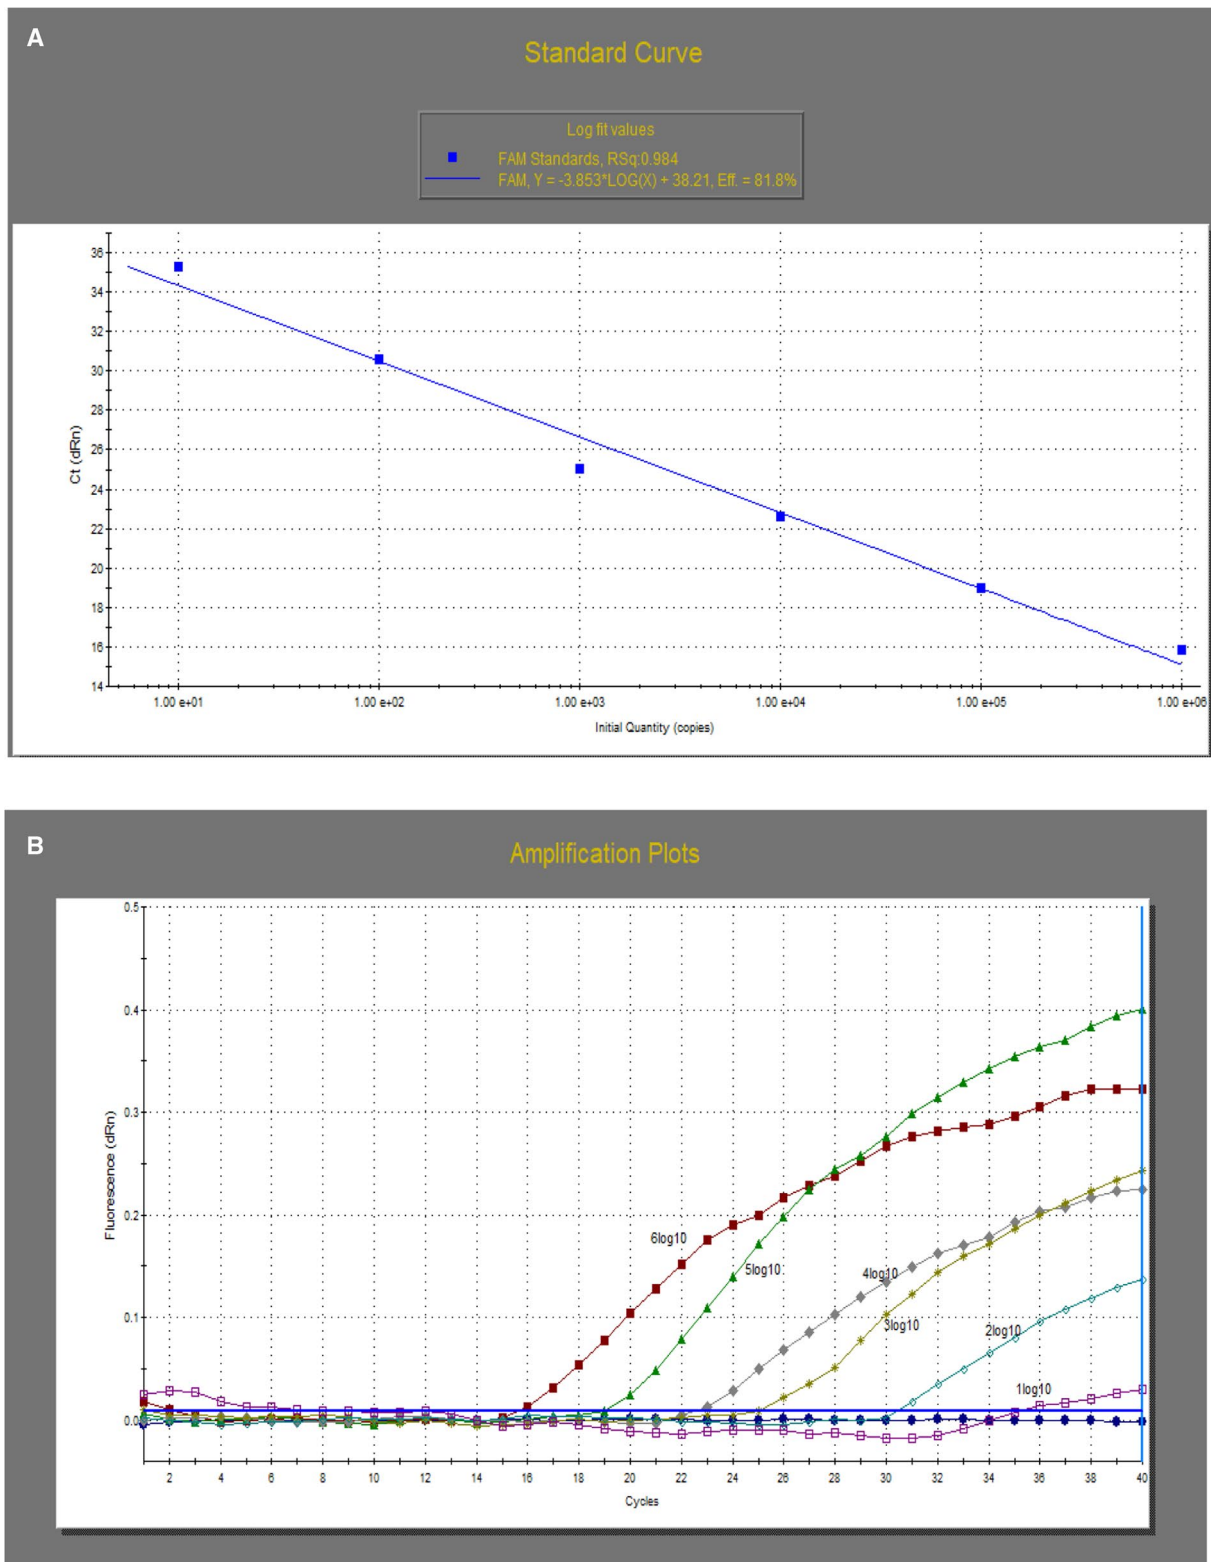 A
Standard Curve
Log fit values
FAM Standards, RSq:0.984
FAM, Y = -3.853*LOG(X) + 38.21, Eff. = 81.8%
36
34
32
30
28
26
24
22
20
18
16
14
Ct (dRn)
1.00 e+01 1.00 e+02 1.00 e+03 1.00 e+04 1.00 e+05 1.00 e+06
Initial Quantity (copies)
B
Amplification Plots
0.5
0.4
0.3
0.2
0.1
0.00
Fluorescence (dRn)
6log10
5log10
4log10
3log10
2log10
1log10
2 4 6 8 10 12 14 16 18 20 22 24 26 28 30 32 34 36 38 40
Cycles